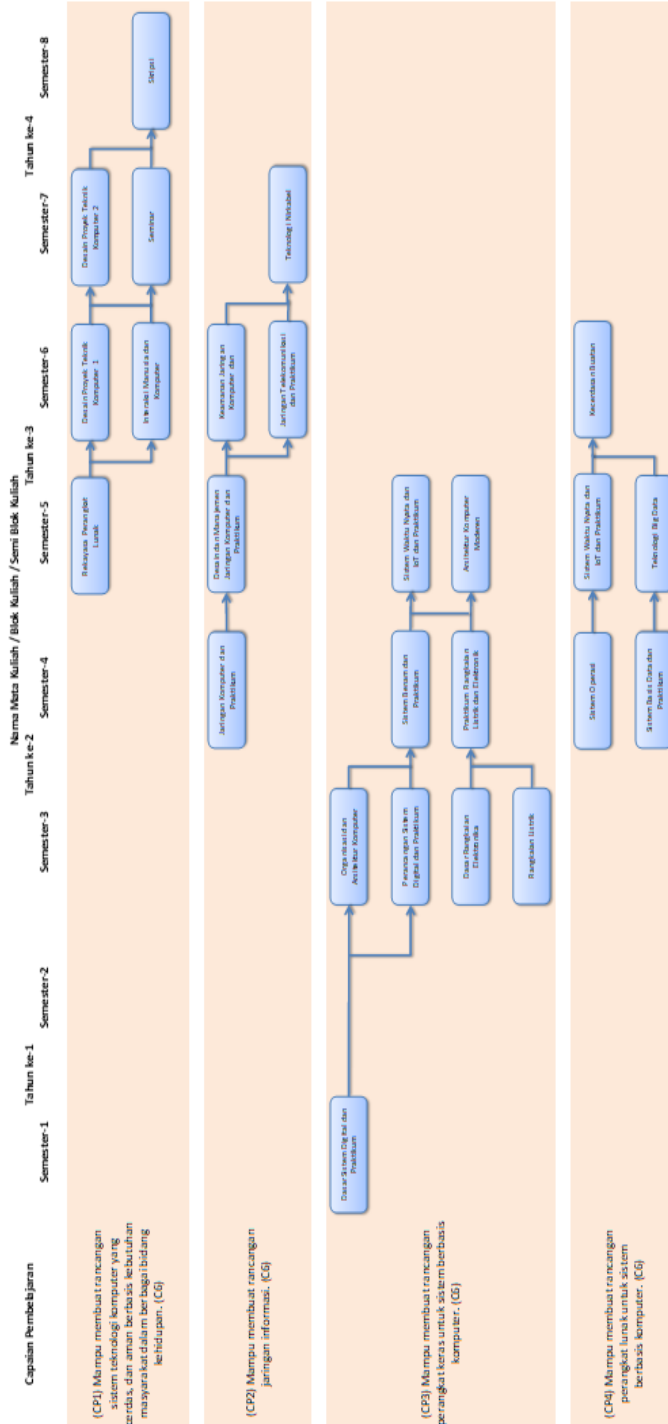 Nama Mata Kuliah / Blok Kuliah / Semi Blok Kuliah
Capaian Pembelajaran
Tahun ke-1
Tahun ke-2
Tahun ke-3
Tahun ke-4
Semester-1
Semester-2
Semester-3
Semester-4
Semester-5
Semester-6
Semester-7
Semester-8
(CP1) Mampu membuat rancangan
sistem teknologi komputer yang
cerdas, dan aman berbasis kebutuhan
masyarakat dalam berbagai bidang
kehidupan. (C6)
Rekayasa Perangkat
Lunak
Desain Proyek Teknik
Komputer 1
Interaksi Manusia dan
Komputer
Desain Proyek Teknik
Komputer 2
Seminar
Skripsi
(CP2) Mampu membuat rancangan
jaringan informasi. (C6)
Jaringan Komputer dan
Praktikum
Desain dan Manajemen
Jaringan Komputer dan
Praktikum
Keamanan Jaringan
Komputer dan
Praktikum
Jaringan Telekomunikasi
dan Praktikum
Teknologi Nirkabel
(CP3) Mampu membuat rancangan
perangkat keras untuk sistem berbasis
komputer. (C6)
Dasar Sistem Digital dan
Praktikum
Organisasi dan
Arsitektur Komputer
Perancangan Sistem
Digital dan Praktikum
Dasar Rangkaian
Elektronika
Rangkaian Listrik
Sistem Benam dan
Praktikum
Praktikum Rangkaian
Listrik dan Elektronik
Sistem Waktu Nyata dan
IoT dan Praktikum
Arsitektur Komputer
Moderen
(CP4) Mampu membuat rancangan
perangkat lunak untuk sistem
berbasis komputer. (C6)
Sistem Operasi
Sistem Basis Data dan
Praktikum
Sistem Waktu Nyata dan
IoT dan Praktikum
Teknologi Big Data
Kecerdasan Buatan